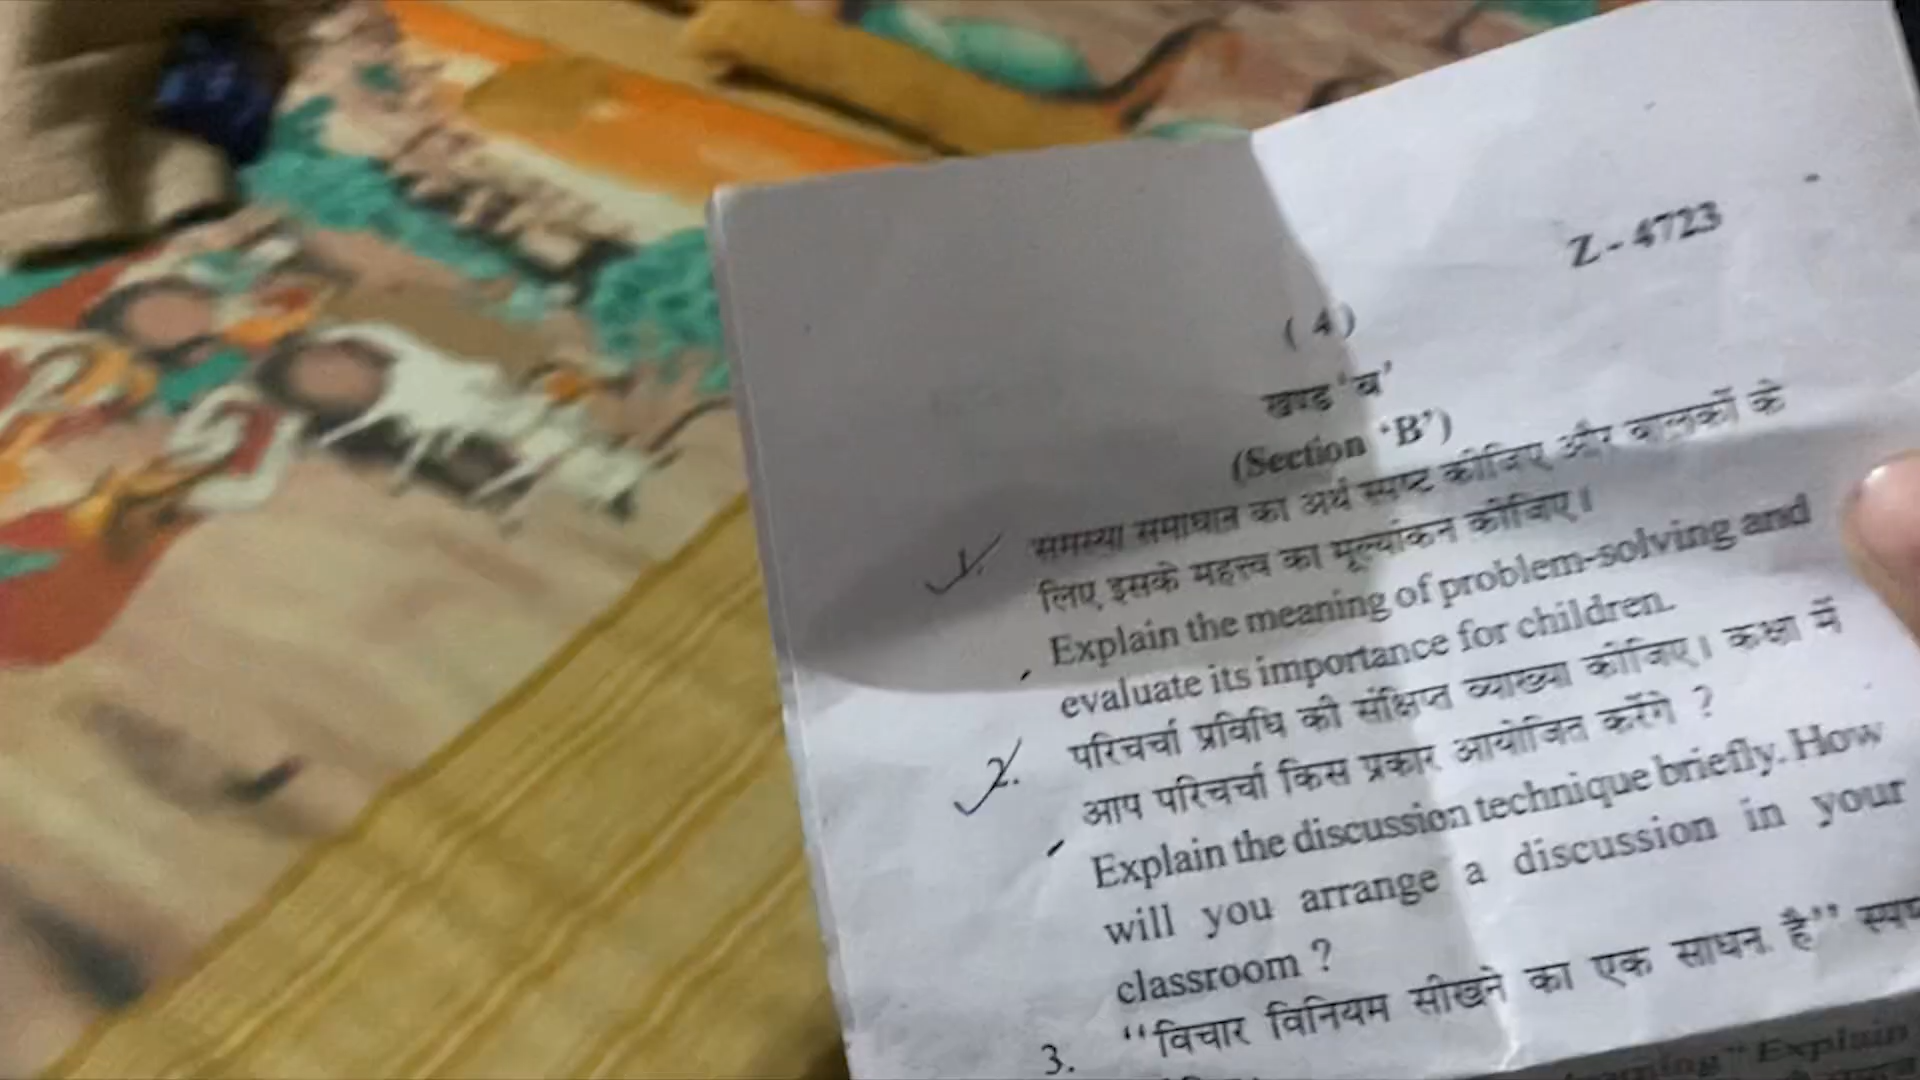 Z - 4723
( 4 )
खण्ड 'ब'
(Section 'B')
1. समस्या समाधान का अर्थ स्पष्ट कीजिए और बालकों के
लिए इसके महत्त्व का मूल्यांकन कीजिए।
Explain the meaning of problem-solving and
evaluate its importance for children.
2. परिचर्चा प्रविधि की संक्षिप्त व्याख्या कीजिए। कक्षा में
आप परिचर्चा किस प्रकार आयोजित करेंगे ?
Explain the discussion technique briefly. How
will you arrange a discussion in your
classroom ?
3. "विचार विनियम सीखने का एक साधन है"
Explain